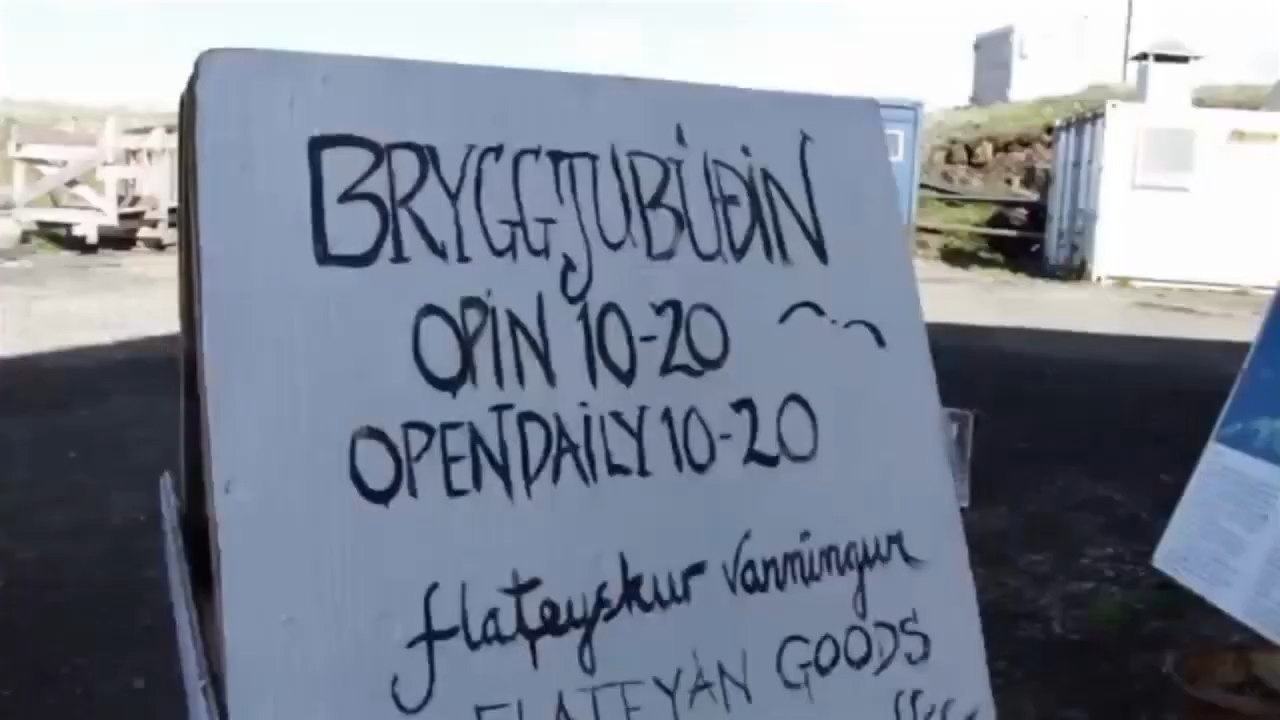 BRYGGJUBÚÐIN
OPIN 10-20
OPEN DAILY 10-20
flateyskur varningur
FLATEYAN GOODS